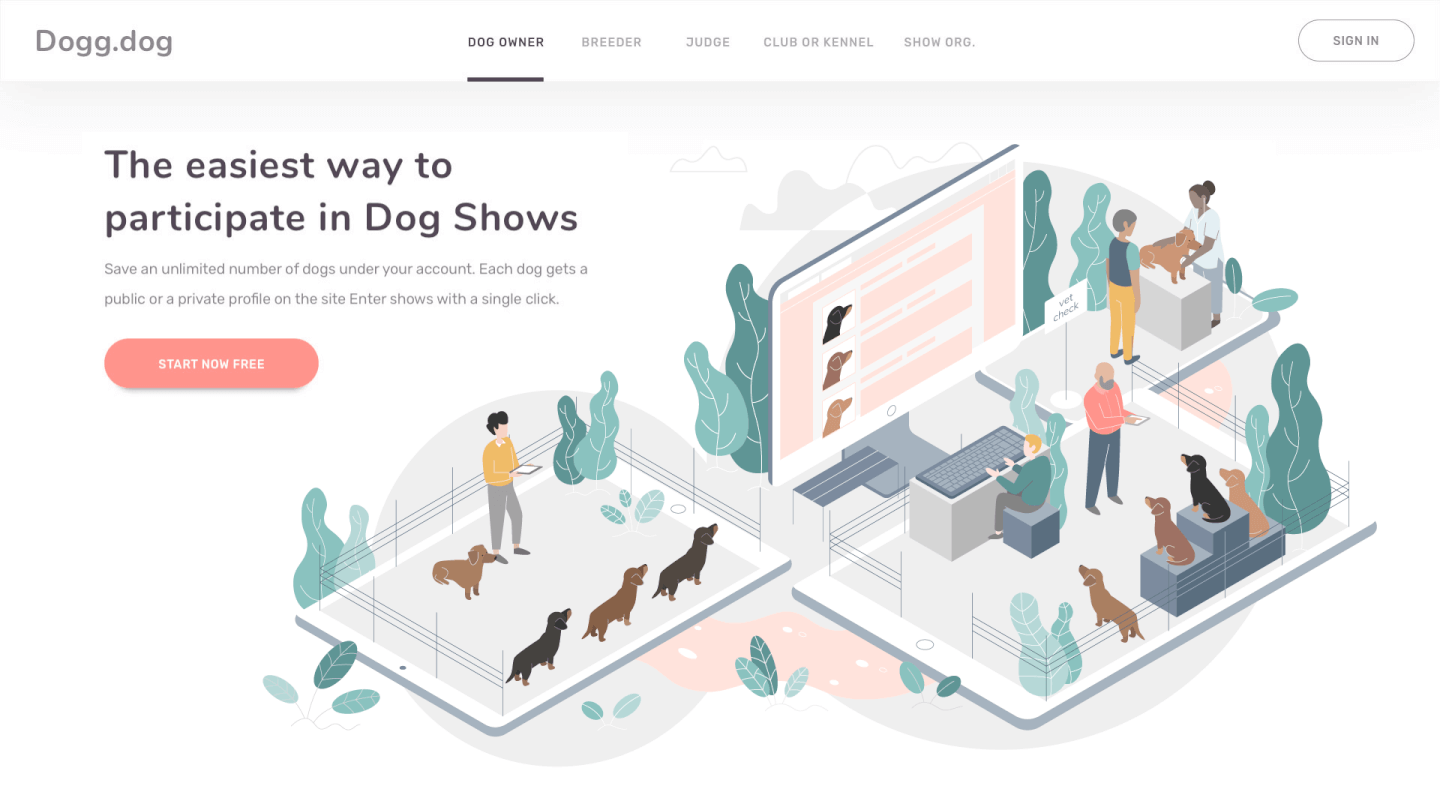 Dogg.dog
DOG OWNER
BREEDER
JUDGE
CLUB OR KENNEL
SHOW ORG.
SIGN IN
The easiest way to
participate in Dog Shows
Save an unlimited number of dogs under your account. Each dog gets a
public or a private profile on the site Enter shows with a single click.
START NOW FREE
vet
check